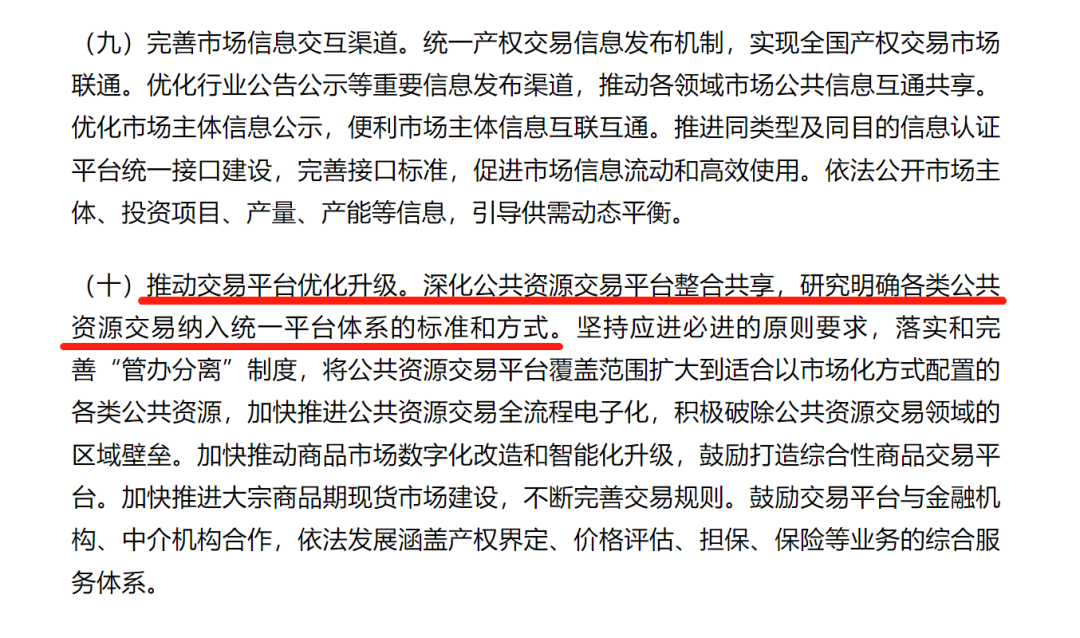 （九）完善市场信息交互渠道。统一产权交易信息发布机制，实现全国产权交易市场
联通。优化行业公告公示等重要信息发布渠道，推动各领域市场公共信息互通共享。
优化市场主体信息公示，便利市场主体信息互联互通。推进同类型及同目的信息认证
平台统一接口建设，完善接口标准，促进市场信息流动和高效使用。依法公开市场主
体、投资项目、产量、产能等信息，引导供需动态平衡。
（十）推动交易平台优化升级。深化公共资源交易平台整合共享，研究明确各类公共
资源交易纳入统一平台体系的标准和方式。坚持应进必进的原则要求，落实和完
善“管办分离”制度，将公共资源交易平台覆盖范围扩大到适合以市场化方式配置的
各类公共资源，加快推进公共资源交易全流程电子化，积极破除公共资源交易领域的
区域壁垒。加快推动商品市场数字化改造和智能化升级，鼓励打造综合性商品交易平
台。加快推进大宗商品期现货市场建设，不断完善交易规则。鼓励交易平台与金融机
构、中介机构合作，依法发展涵盖产权界定、价格评估、担保、保险等业务的综合服
务体系。